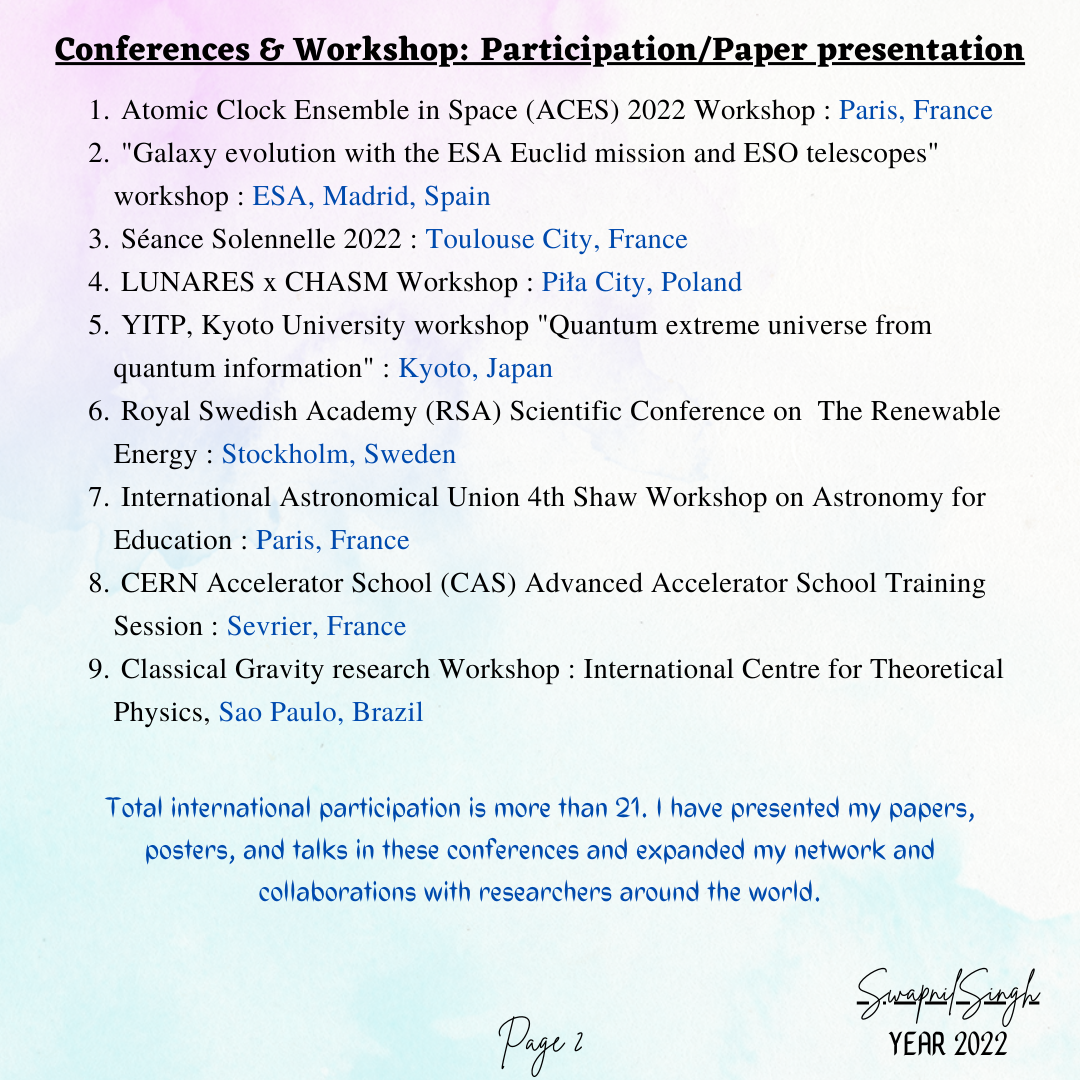 Conferences & Workshop: Participation/Paper presentation
1. Atomic Clock Ensemble in Space (ACES) 2022 Workshop : Paris, France
2. "Galaxy evolution with the ESA Euclid mission and ESO telescopes"
workshop : ESA, Madrid, Spain
3. Séance Solennelle 2022 : Toulouse City, France
4. LUNARES x CHASM Workshop : Piła City, Poland
5. YITP, Kyoto University workshop "Quantum extreme universe from
quantum information" : Kyoto, Japan
6. Royal Swedish Academy (RSA) Scientific Conference on The Renewable
Energy : Stockholm, Sweden
7. International Astronomical Union 4th Shaw Workshop on Astronomy for
Education : Paris, France
8. CERN Accelerator School (CAS) Advanced Accelerator School Training
Session : Sevrier, France
9. Classical Gravity research Workshop : International Centre for Theoretical
Physics, Sao Paulo, Brazil
Total international participation is more than 21. I have presented my papers,
posters, and talks in these conferences and expanded my network and
collaborations with researchers around the world.
Swapnil Singh
YEAR 2022
Page 2